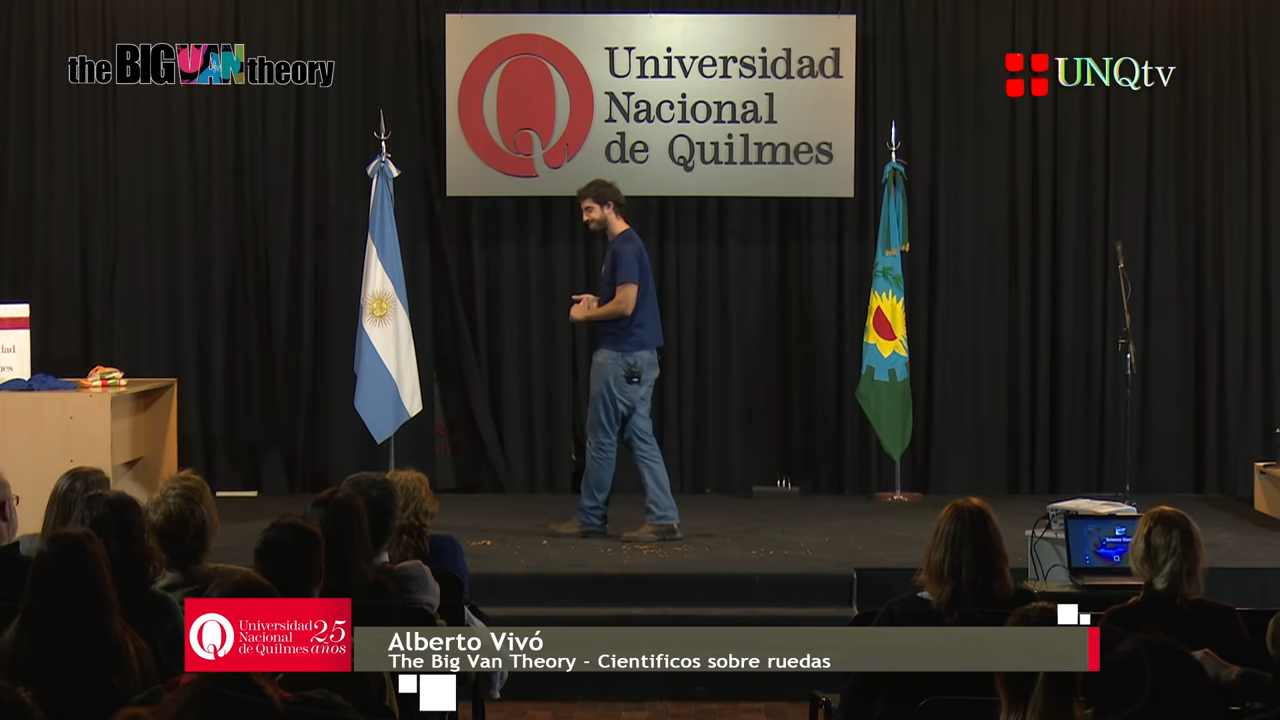 the BIG VAN theory
UNQtv
Universidad
Nacional
de Quilmes
Universidad
Nacional
de Quilmes
25
años
Alberto Vivó
The Big Van Theory - Cientificos sobre ruedas